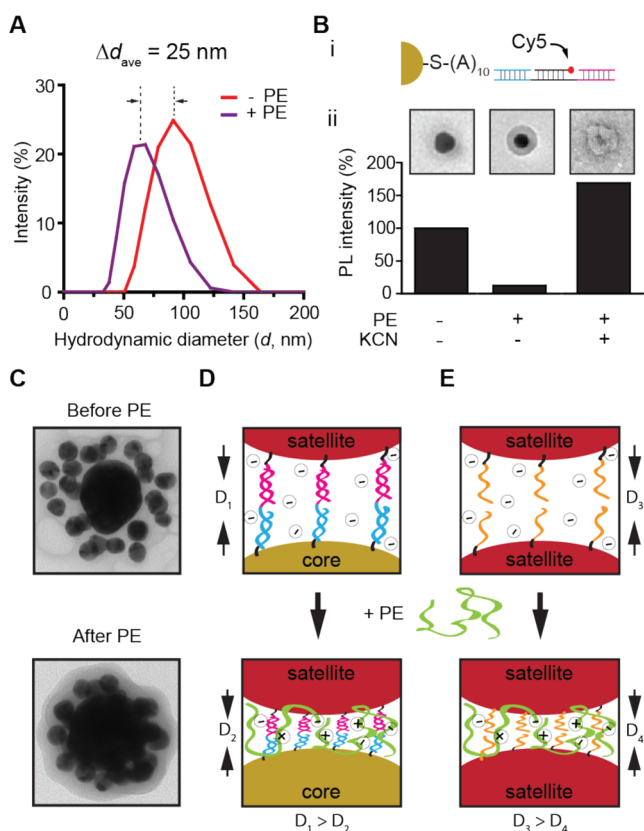 A
Δd_ave = 25 nm
- PE
+ PE
Intensity (%)
30
20
10
0
0 50 100 150 200
Hydrodynamic diameter (d, nm)
B
i
Cy5
-S-(A)₁₀
ii
PL intensity (%)
200
150
100
50
0
PE - + +
KCN - - +
C
Before PE
After PE
D
satellite
D₁
core
+ PE
satellite
D₂
core
D₁ > D₂
E
satellite
D₃
satellite
satellite
D₄
satellite
D₃ > D₄